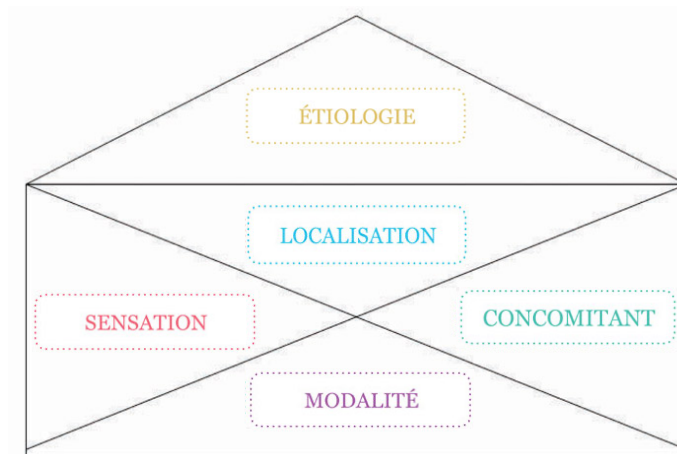 ÉTIOLOGIE
LOCALISATION
SENSATION
CONCOMITANT
MODALITÉ